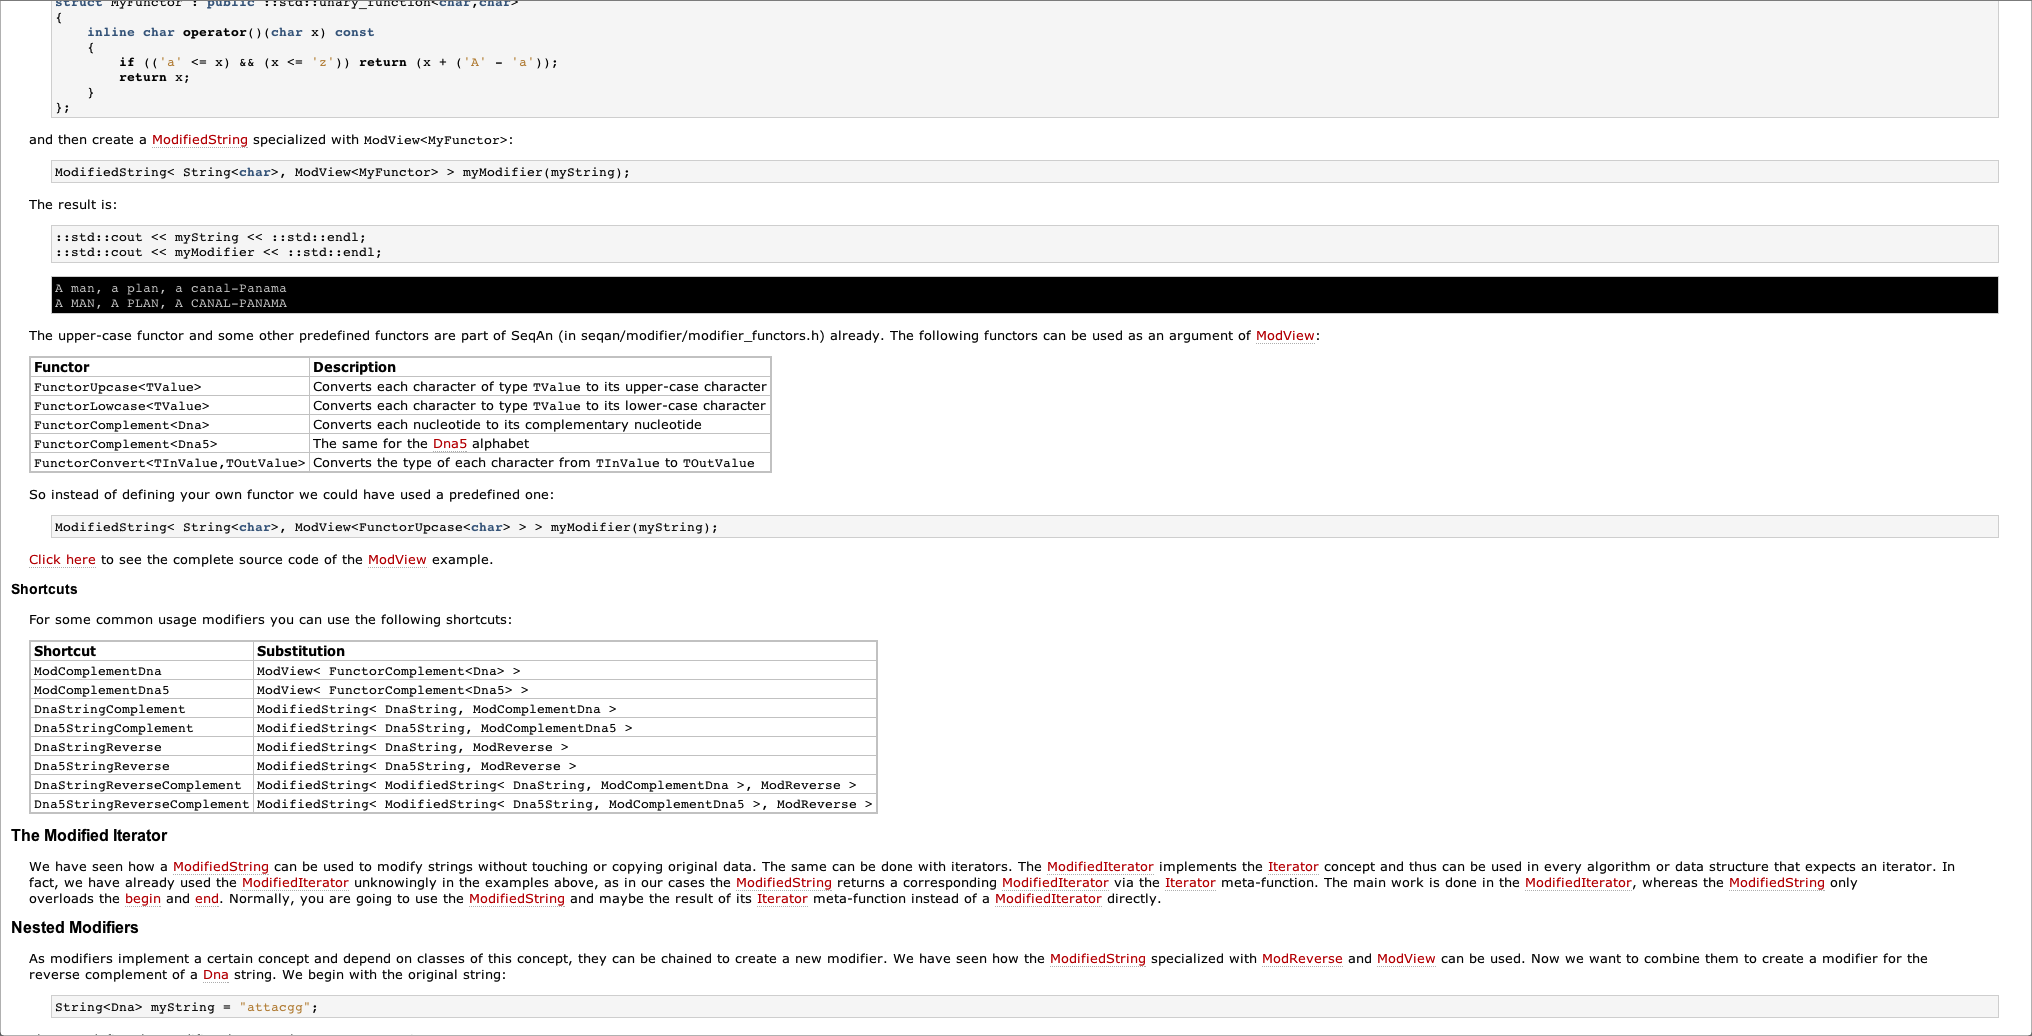 struct MyFunctor : public ::std::unary_function<char,char>
{
    inline char operator()(char x) const
    {
        if (('a' <= x) && (x <= 'z')) return (x + ('A' - 'a'));
        return x;
    }
};
and then create a ModifiedString specialized with ModView<MyFunctor>:
ModifiedString< String<char>, ModView<MyFunctor> > myModifier(myString);
The result is:
::std::cout << myString << ::std::endl;
::std::cout << myModifier << ::std::endl;
A man, a plan, a canal-Panama
A MAN, A PLAN, A CANAL-PANAMA
The upper-case functor and some other predefined functors are part of SeqAn (in seqan/modifier/modifier_functors.h) already. The following functors can be used as an argument of ModView:
Functor Description
FunctorUpcase<TValue> Converts each character of type TValue to its upper-case character
FunctorLowcase<TValue> Converts each character to type TValue to its lower-case character
FunctorComplement<Dna> Converts each nucleotide to its complementary nucleotide
FunctorComplement<Dna5> The same for the Dna5 alphabet
FunctorConvert<TInValue,TOutValue> Converts the type of each character from TInValue to TOutValue
So instead of defining your own functor we could have used a predefined one:
ModifiedString< String<char>, ModView<FunctorUpcase<char> > > myModifier(myString);
Click here to see the complete source code of the ModView example.
Shortcuts
For some common usage modifiers you can use the following shortcuts:
Shortcut Substitution
ModComplementDna ModView< FunctorComplement<Dna> >
ModComplementDna5 ModView< FunctorComplement<Dna5> >
DnaStringComplement ModifiedString< DnaString, ModComplementDna >
Dna5StringComplement ModifiedString< Dna5String, ModComplementDna5 >
DnaStringReverse ModifiedString< DnaString, ModReverse >
Dna5StringReverse ModifiedString< Dna5String, ModReverse >
DnaStringReverseComplement ModifiedString< ModifiedString< DnaString, ModComplementDna >, ModReverse >
Dna5StringReverseComplement ModifiedString< ModifiedString< Dna5String, ModComplementDna5 >, ModReverse >
The Modified Iterator
We have seen how a ModifiedString can be used to modify strings without touching or copying original data. The same can be done with iterators. The ModifiedIterator implements the Iterator concept and thus can be used in every algorithm or data structure that expects an iterator. In
fact, we have already used the ModifiedIterator unknowingly in the examples above, as in our cases the ModifiedString returns a corresponding ModifiedIterator via the Iterator meta-function. The main work is done in the ModifiedIterator, whereas the ModifiedString only
overloads the begin and end. Normally, you are going to use the ModifiedString and maybe the result of its Iterator meta-function instead of a ModifiedIterator directly.
Nested Modifiers
As modifiers implement a certain concept and depend on classes of this concept, they can be chained to create a new modifier. We have seen how the ModifiedString specialized with ModReverse and ModView can be used. Now we want to combine them to create a modifier for the
reverse complement of a Dna string. We begin with the original string:
String<Dna> myString = "attacgg";